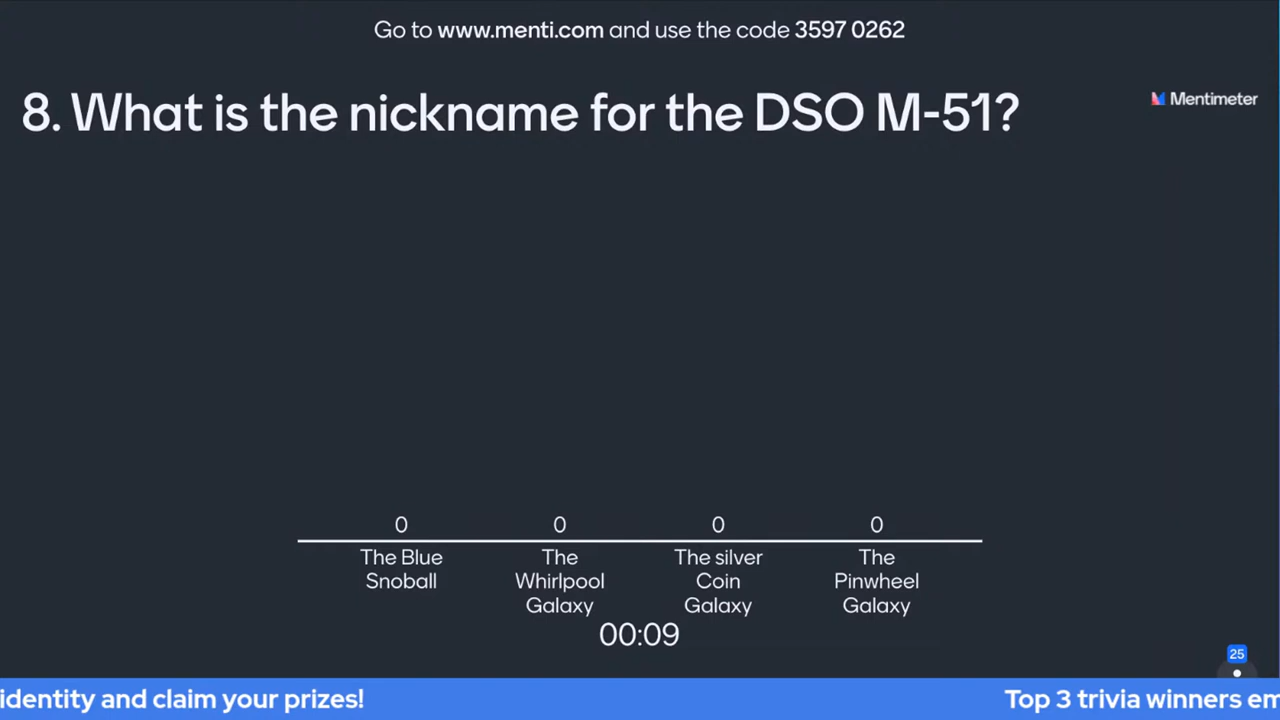 Go to www.menti.com and use the code 3597 0262
8. What is the nickname for the DSO M-51?
Mentimeter
0
0
0
0
The Blue
Snoball
The
Whirlpool
Galaxy
The silver
Coin
Galaxy
The
Pinwheel
Galaxy
00:09
25
identity and claim your prizes!
Top 3 trivia winners em